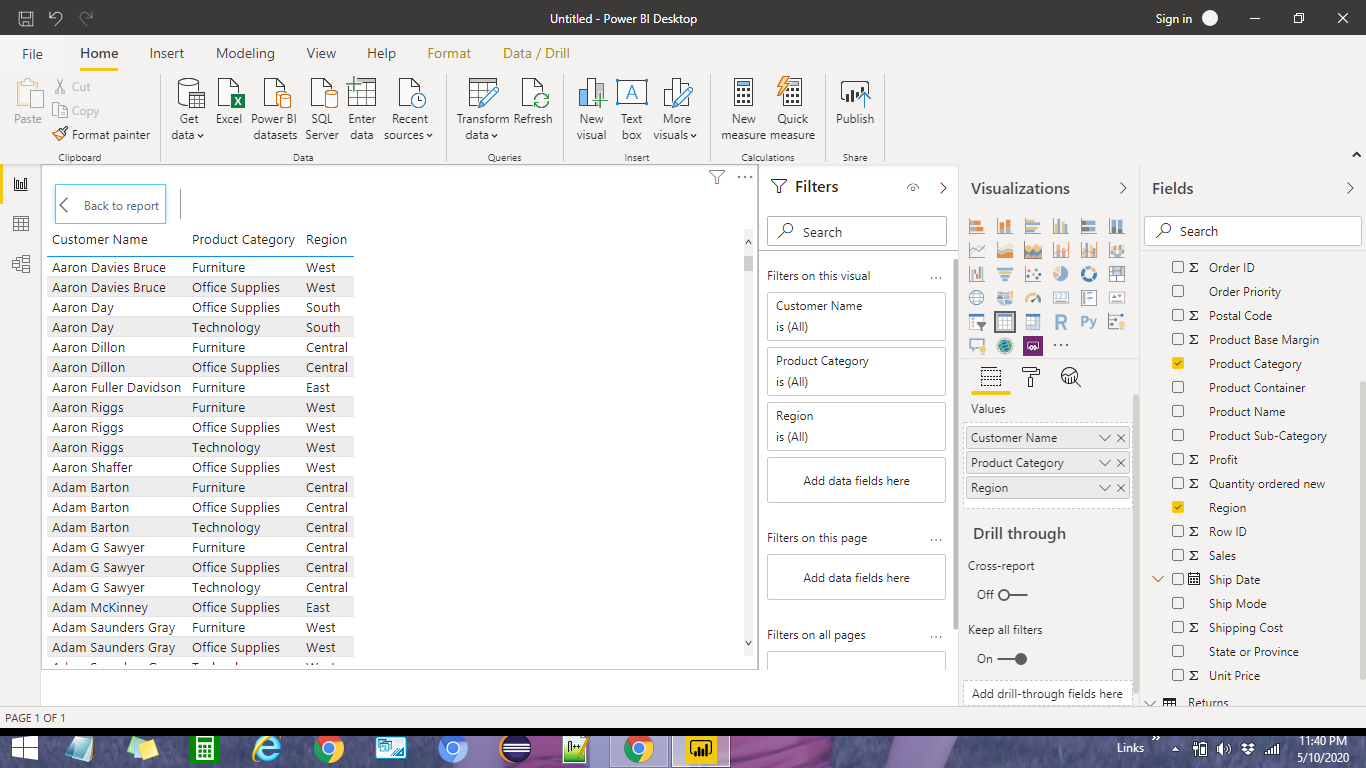 Untitled - Power BI Desktop
Sign in
File Home Insert Modeling View Help Format Data / Drill
Paste
Cut
Copy
Format painter
Clipboard
Get data
Excel
Power BI datasets
SQL Server
Enter data
Recent sources
Data
Transform data
Refresh
Queries
New visual
Text box
More visuals
Insert
New measure
Quick measure
Calculations
Publish
Share
Back to report
Customer Name Product Category Region
Aaron Davies Bruce Furniture West
Aaron Davies Bruce Office Supplies West
Aaron Day Office Supplies South
Aaron Day Technology South
Aaron Dillon Furniture Central
Aaron Dillon Office Supplies Central
Aaron Fuller Davidson Furniture East
Aaron Riggs Furniture West
Aaron Riggs Office Supplies West
Aaron Riggs Technology West
Aaron Shaffer Office Supplies West
Adam Barton Furniture Central
Adam Barton Office Supplies Central
Adam Barton Technology Central
Adam G Sawyer Furniture Central
Adam G Sawyer Office Supplies Central
Adam G Sawyer Technology Central
Adam McKinney Office Supplies East
Adam Saunders Gray Furniture West
Adam Saunders Gray Office Supplies West
Filters
Search
Filters on this visual
Customer Name
is (All)
Product Category
is (All)
Region
is (All)
Add data fields here
Filters on this page
Add data fields here
Filters on all pages
Visualizations
R Py
Values
Customer Name
Product Category
Region
Drill through
Cross-report
Off
Keep all filters
On
Add drill-through fields here
Fields
Search
Order ID
Order Priority
Postal Code
Product Base Margin
Product Category
Product Container
Product Name
Product Sub-Category
Profit
Quantity ordered new
Region
Row ID
Sales
Ship Date
Ship Mode
Shipping Cost
State or Province
Unit Price
Returns
PAGE 1 OF 1
Links
11:40 PM
5/10/2020